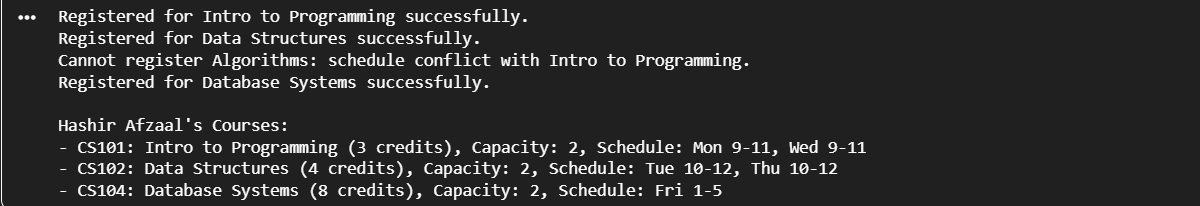 Registered for Intro to Programming successfully.
Registered for Data Structures successfully.
Cannot register Algorithms: schedule conflict with Intro to Programming.
Registered for Database Systems successfully.
Hashir Afzaal's Courses:
- CS101: Intro to Programming (3 credits), Capacity: 2, Schedule: Mon 9-11, Wed 9-11
- CS102: Data Structures (4 credits), Capacity: 2, Schedule: Tue 10-12, Thu 10-12
- CS104: Database Systems (8 credits), Capacity: 2, Schedule: Fri 1-5